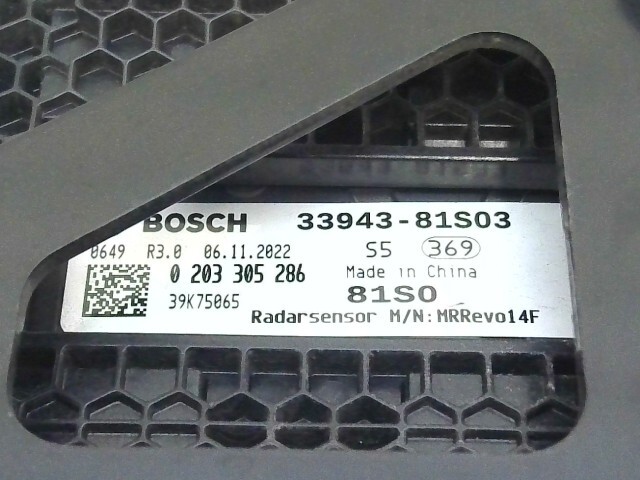 BOSCH 33943-81S03
0649 R3.0 06.11.2022 S5 369
0 203 305 286 Made in China
39K75065 81S0
Radarsensor M/N:MRRevo14F